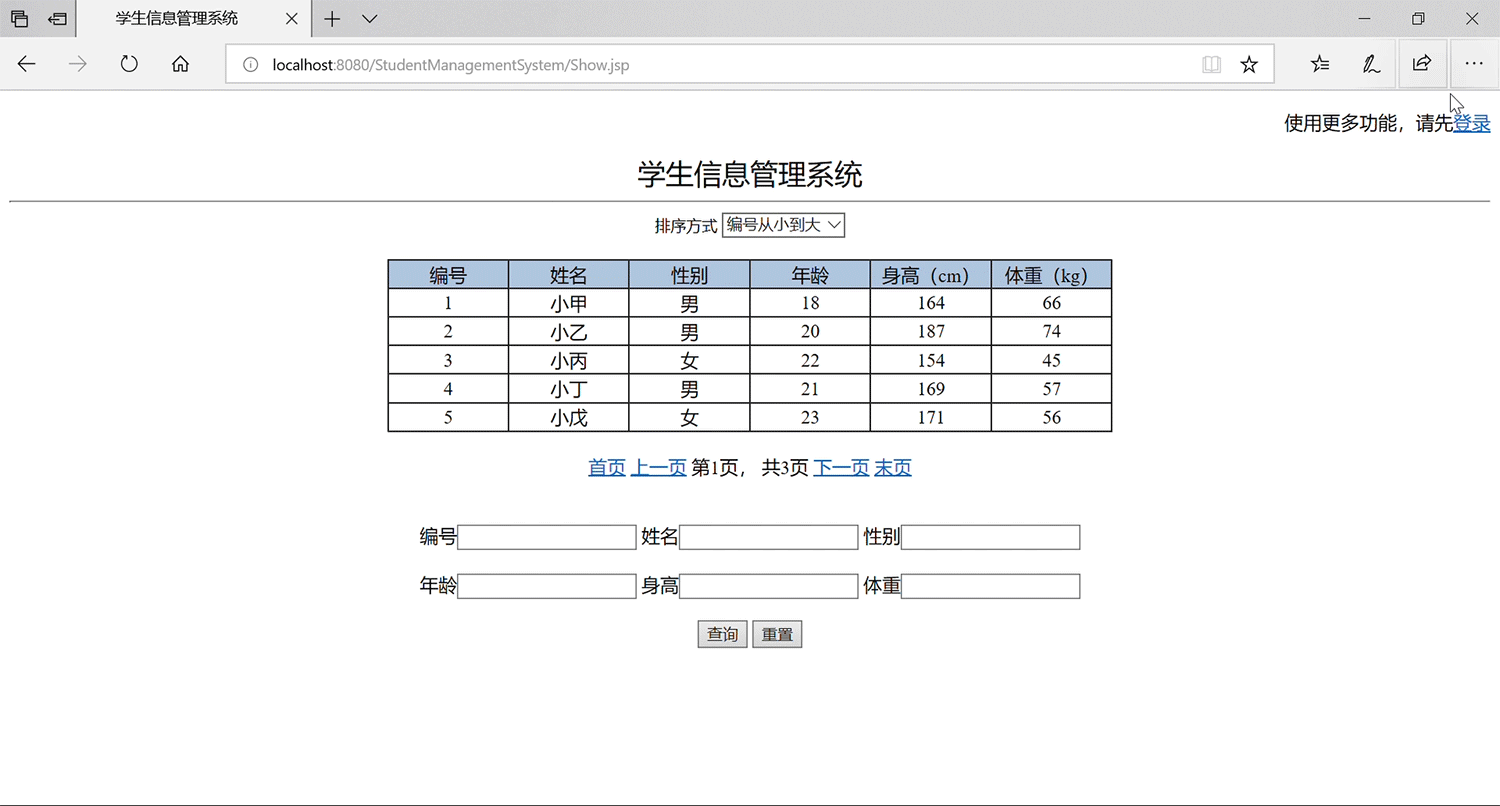 学生信息管理系统
localhost:8080/StudentManagementSystem/Show.jsp
使用更多功能，请先登录
学生信息管理系统
排序方式 编号从小到大
编号 姓名 性别 年龄 身高（cm） 体重（kg）
1 小甲 男 18 164 66
2 小乙 男 20 187 74
3 小丙 女 22 154 45
4 小丁 男 21 169 57
5 小戊 女 23 171 56
首页 上一页 第1页， 共3页 下一页 末页
编号 姓名 性别
年龄 身高 体重
查询 重置